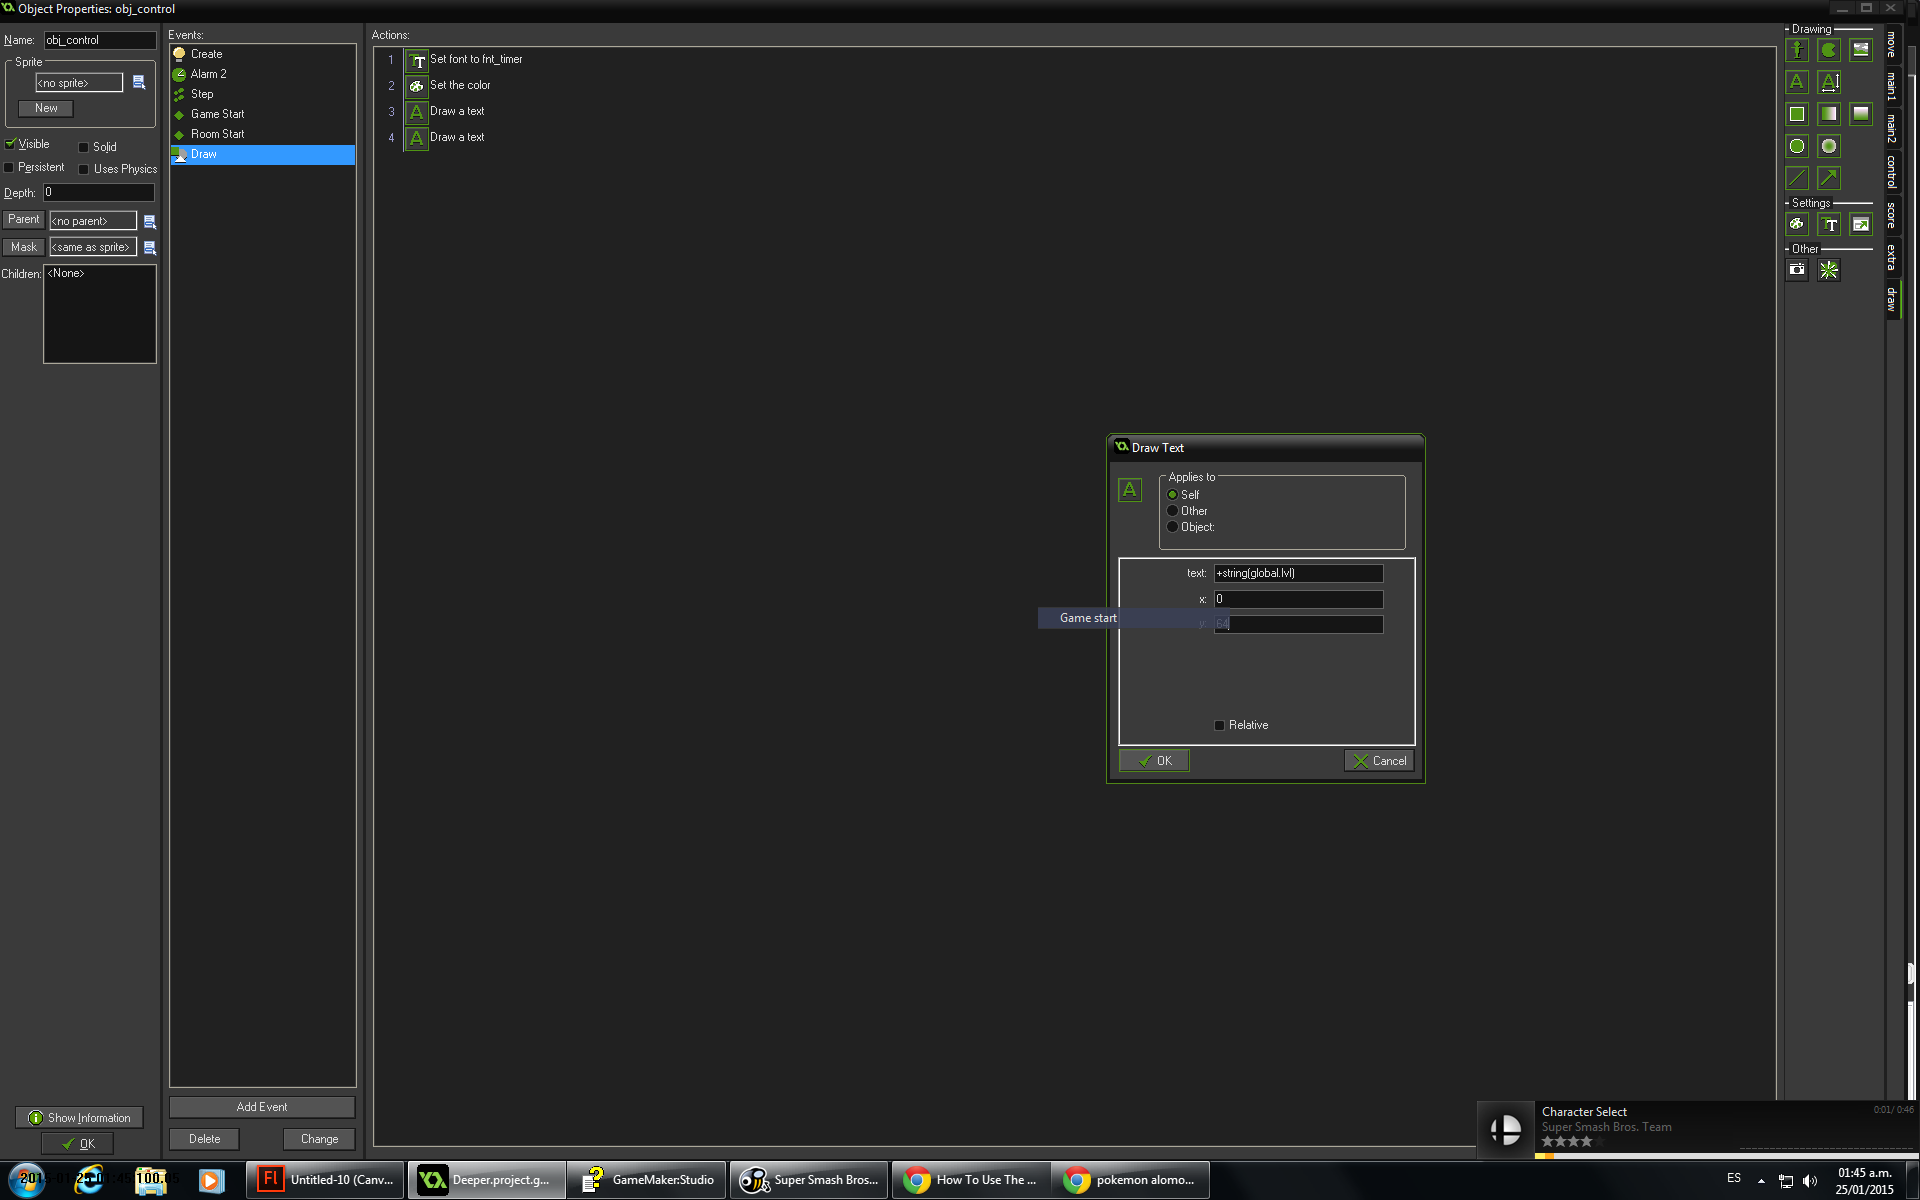 Object Properties: obj_control
Name: obj_control
Sprite
<no sprite>
New
Visible
Solid
Persistent
Uses Physics
Depth: 0
Parent <no parent>
Mask <same as sprite>
Children: <None>
Show Information
OK
Events:
Create
Alarm 2
Step
Game Start
Room Start
Draw
Add Event
Delete
Change
Actions:
1 Set font to fnt_timer
2 Set the color
3 Draw a text
4 Draw a text
Draw Text
Applies to
Self
Other
Object:
text: +string(global.lvl)
x: 0
Game start
y: 64
Relative
OK
Cancel
Drawing
Settings
Other
move
main1
main2
control
score
extra
draw
Character Select
0:01/ 0:46
Super Smash Bros. Team
Untitled-10 (Canv...
Deeper.project.g...
GameMaker:Studio
Super Smash Bros...
How To Use The ...
pokemon alomo...
ES
01:45 a.m.
25/01/2015